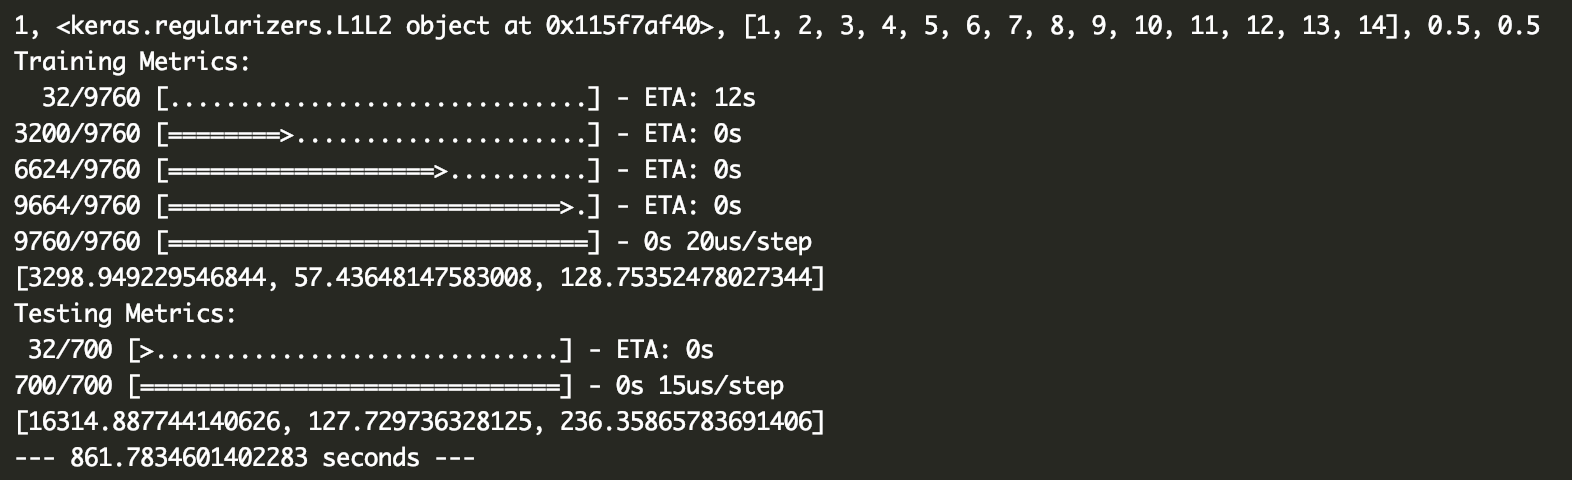 1, <keras.regularizers.L1L2 object at 0x115f7af40>, [1, 2, 3, 4, 5, 6, 7, 8, 9, 10, 11, 12, 13, 14], 0.5, 0.5
Training Metrics:
  32/9760 [..............................] - ETA: 12s
3200/9760 [========>.....................] - ETA: 0s
6624/9760 [===================>..........] - ETA: 0s
9664/9760 [============================>.] - ETA: 0s
9760/9760 [==============================] - 0s 20us/step
[3298.949229546844, 57.43648147583008, 128.75352478027344]
Testing Metrics:
 32/700 [>.............................] - ETA: 0s
700/700 [==============================] - 0s 15us/step
[16314.887744140626, 127.729736328125, 236.35865783691406]
--- 861.7834601402283 seconds ---